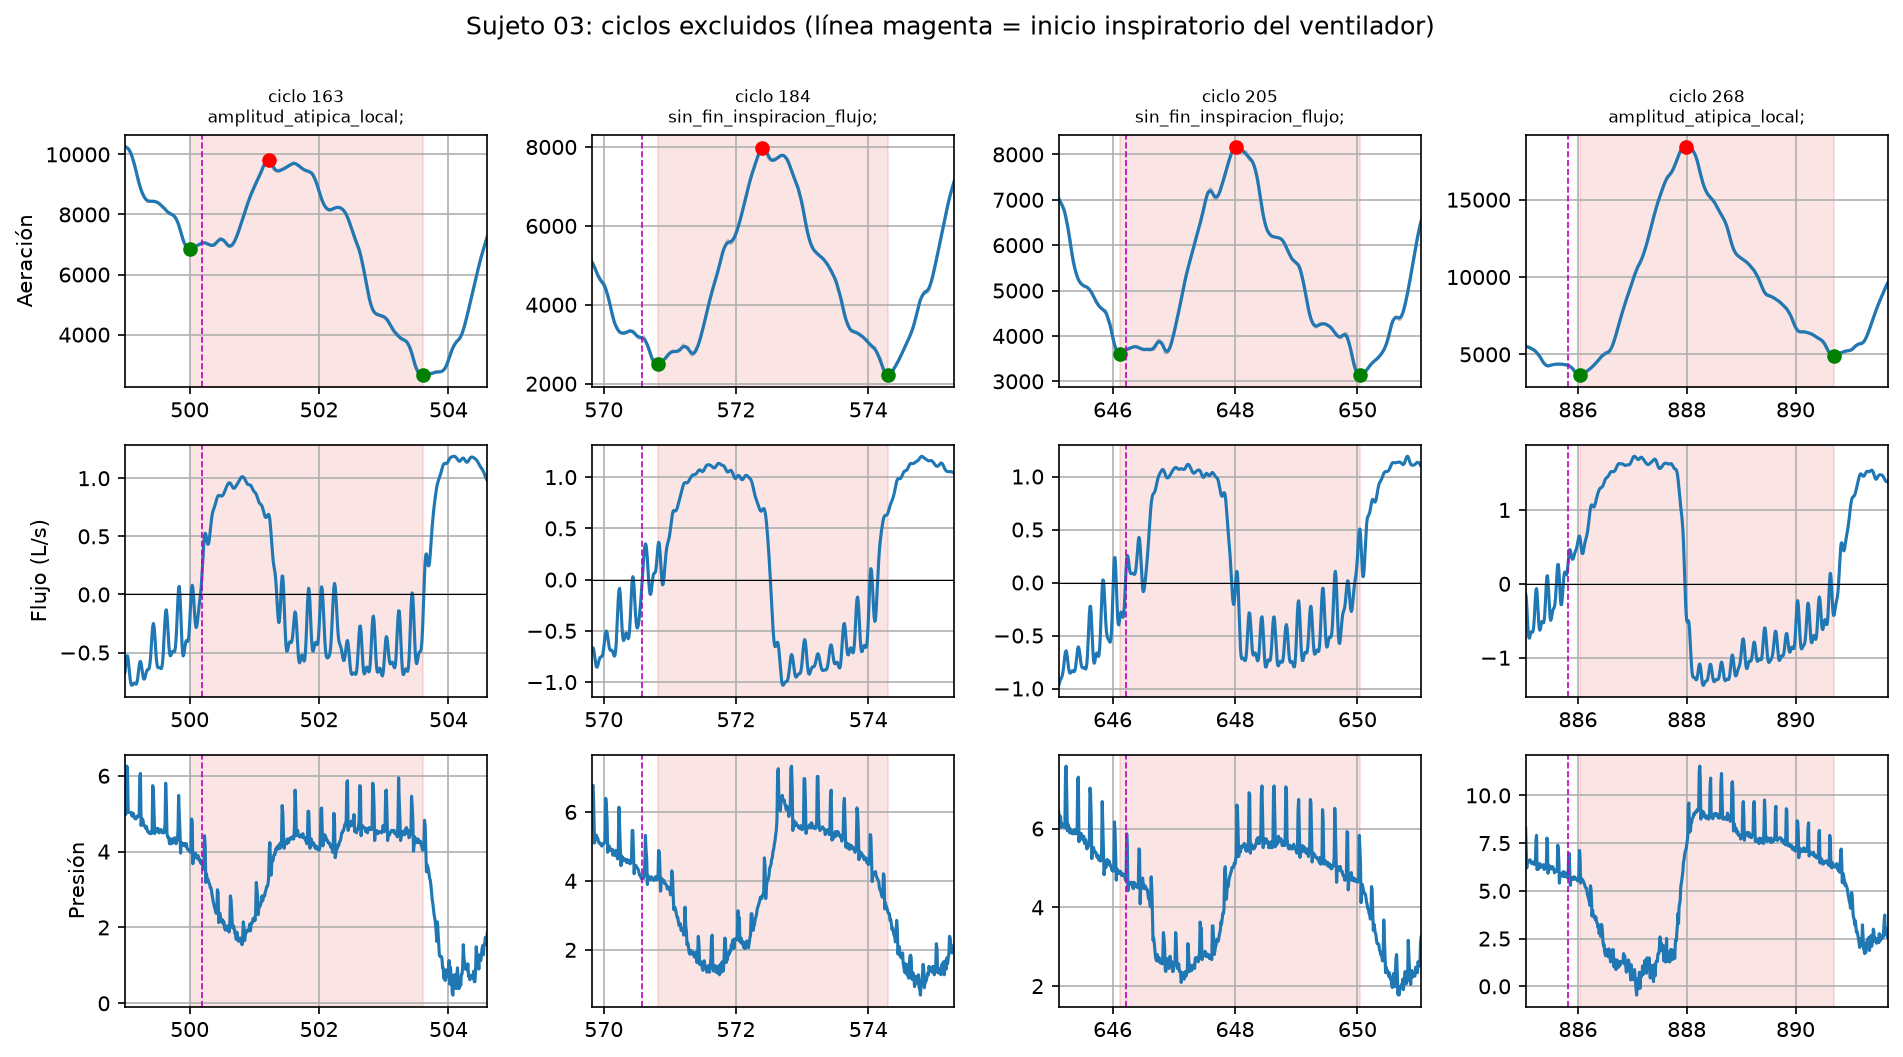 Sujeto 03: ciclos excluidos (línea magenta = inicio inspiratorio del ventilador)
ciclo 163
amplitud_atipica_local;
ciclo 184
sin_fin_inspiracion_flujo;
ciclo 205
sin_fin_inspiracion_flujo;
ciclo 268
amplitud_atipica_local;
Aeración
10000
8000
6000
4000
500 502 504
8000
6000
4000
2000
570 572 574
8000
7000
6000
5000
4000
3000
646 648 650
15000
10000
5000
886 888 890
Flujo (L/s)
1.0
0.5
0.0
−0.5
500 502 504
1.0
0.5
0.0
−0.5
−1.0
570 572 574
1.0
0.5
0.0
−0.5
−1.0
646 648 650
1
0
−1
886 888 890
Presión
6
4
2
0
500 502 504
6
4
2
570 572 574
6
4
2
646 648 650
10.0
7.5
5.0
2.5
0.0
886 888 890